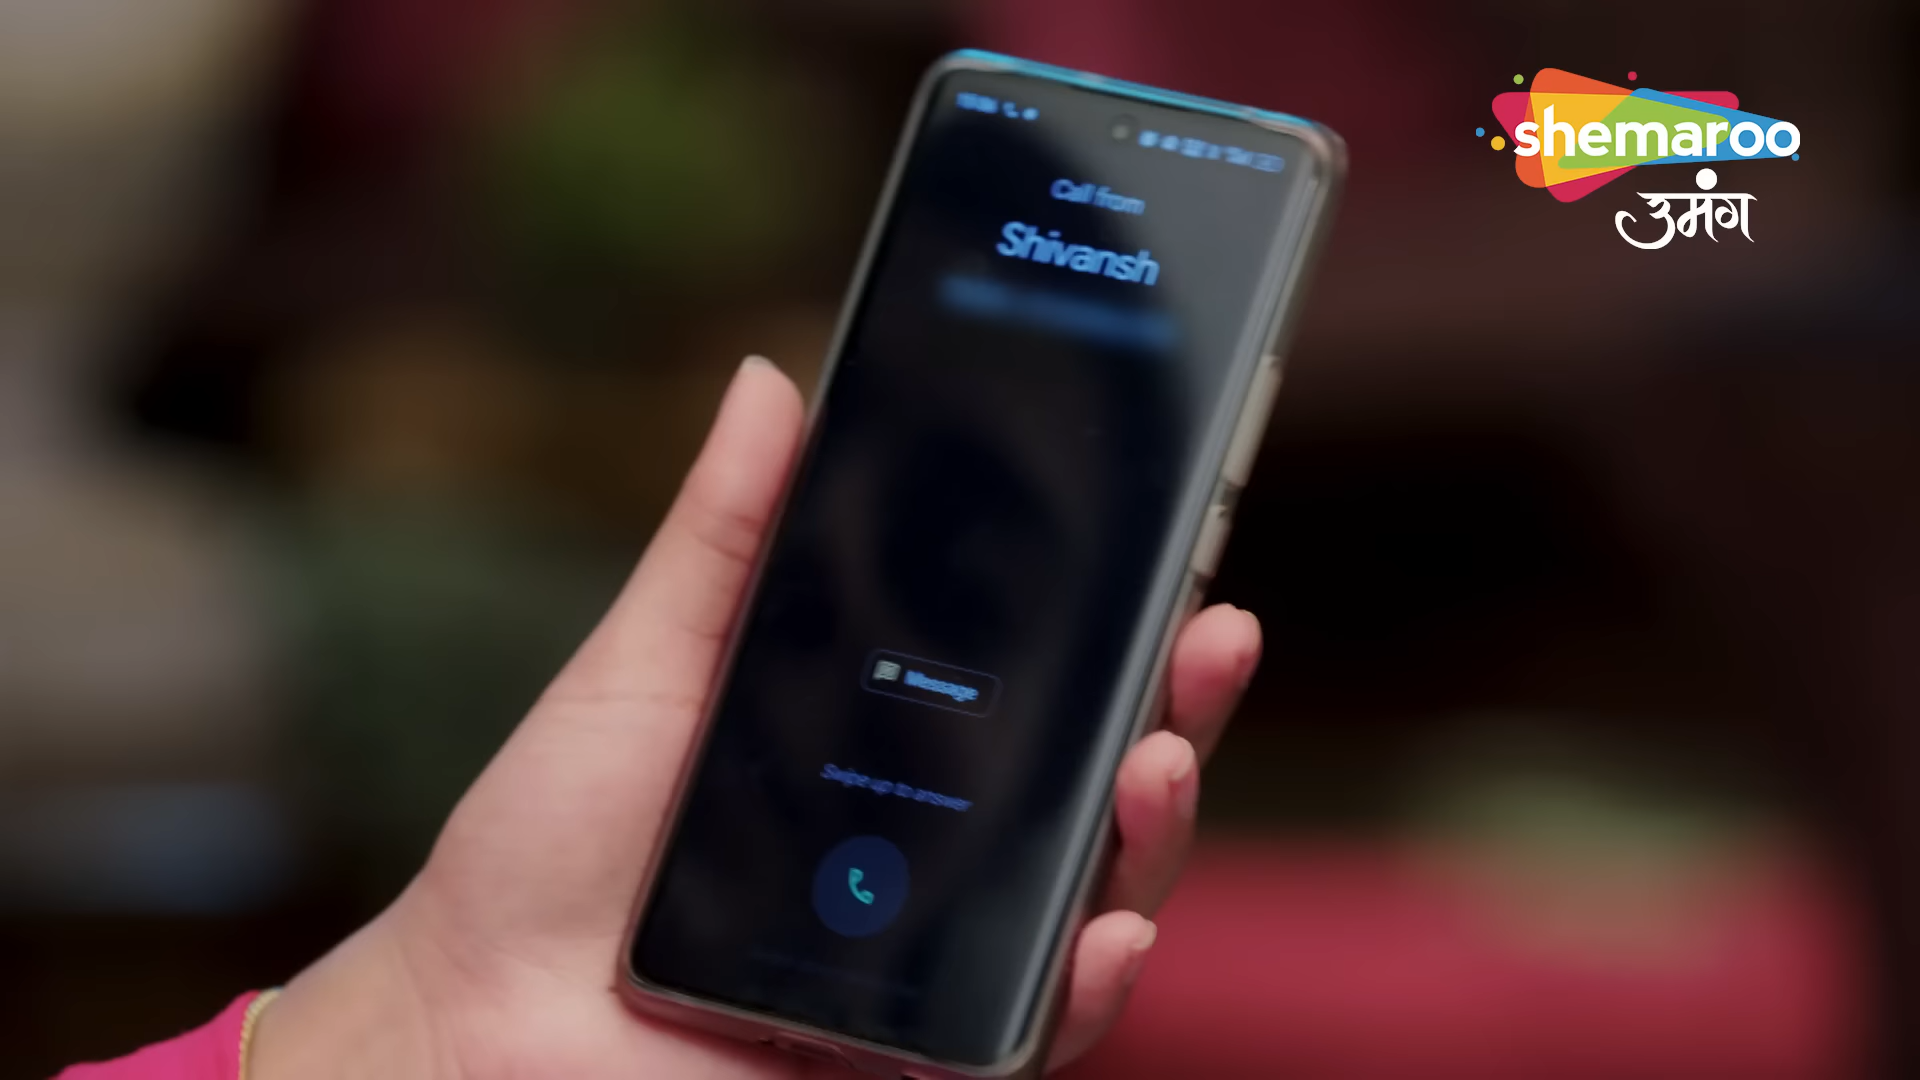 Call from
Shivansh
Message
Swipe up to answer
shemaroo
उमंग